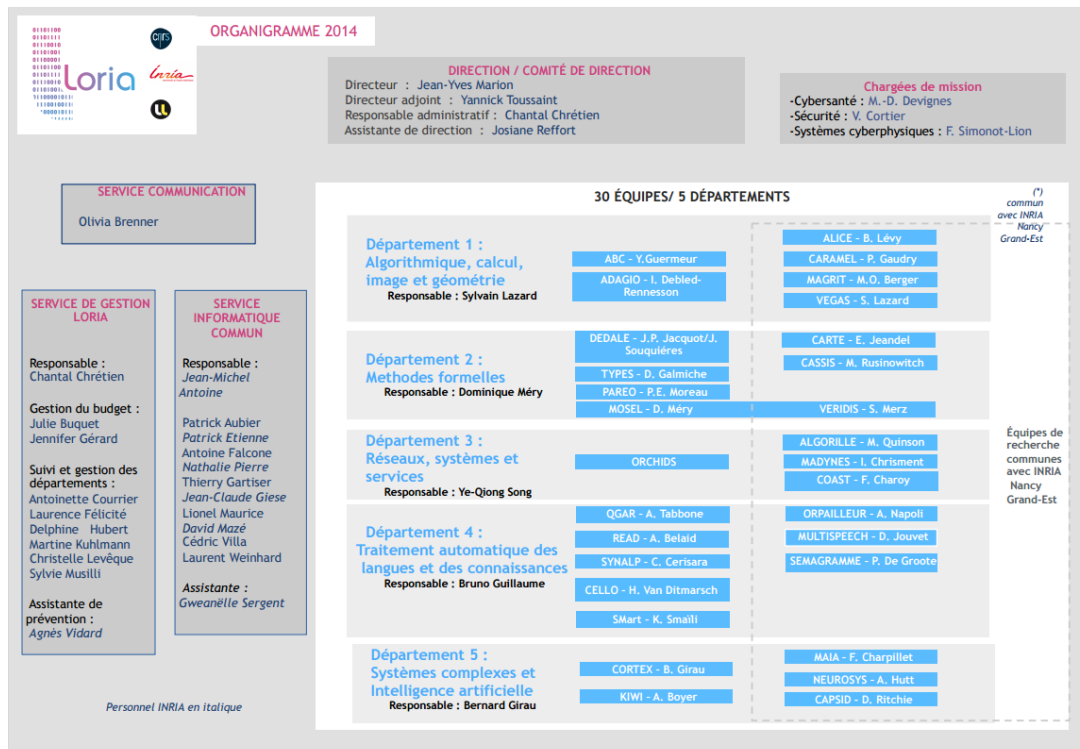 01101100
01101111
01110010
01101001
01100001
Loria
cnrs
Inria
ORGANIGRAMME 2014
DIRECTION / COMITÉ DE DIRECTION
Directeur : Jean-Yves Marion
Directeur adjoint : Yannick Toussaint
Responsable administratif : Chantal Chrétien
Assistante de direction : Josiane Reffort
Chargées de mission
-Cybersanté : M.-D. Devignes
-Sécurité : V. Cortier
-Systèmes cyberphysiques : F. Simonot-Lion
SERVICE COMMUNICATION
Olivia Brenner
SERVICE DE GESTION
LORIA
Responsable :
Chantal Chrétien
Gestion du budget :
Julie Buquet
Jennifer Gérard
Suivi et gestion des
départements :
Antoinette Courrier
Laurence Félicité
Delphine Hubert
Martine Kuhlmann
Christelle Levêque
Sylvie Musilli
Assistante de
prévention :
Agnès Vidard
SERVICE
INFORMATIQUE
COMMUN
Responsable :
Jean-Michel
Antoine
Patrick Aubier
Patrick Etienne
Antoine Falcone
Nathalie Pierre
Thierry Gartiser
Jean-Claude Giese
Lionel Maurice
David Mazé
Cédric Villa
Laurent Weinhard
Assistante :
Gweanëlle Sergent
Personnel INRIA en italique
30 ÉQUIPES/ 5 DÉPARTEMENTS
(*)
commun
avec INRIA
Nancy
Grand-Est
Département 1 :
Algorithmique, calcul,
image et géométrie
Responsable : Sylvain Lazard
ABC - Y.Guermeur
ADAGIO - I. Debled-
Rennesson
ALICE - B. Lévy
CARAMEL - P. Gaudry
MAGRIT - M.O. Berger
VEGAS - S. Lazard
Département 2 :
Methodes formelles
Responsable : Dominique Méry
DEDALE - J.P. Jacquot/J.
Souquiéres
TYPES - D. Galmiche
PAREO - P.E. Moreau
MOSEL - D. Méry
CARTE - E. Jeandel
CASSIS - M. Rusinowitch
VERIDIS - S. Merz
Département 3 :
Réseaux, systèmes et
services
Responsable : Ye-Qiong Song
ORCHIDS
ALGORILLE - M. Quinson
MADYNES - I. Chrisment
COAST - F. Charoy
Équipes de
recherche
communes
avec INRIA
Nancy
Grand-Est
Département 4 :
Traitement automatique des
langues et des connaissances
Responsable : Bruno Guillaume
QGAR - A. Tabbone
READ - A. Belaid
SYNALP - C. Cerisara
CELLO - H. Van Ditmarsch
SMart - K. Smaïli
ORPAILLEUR - A. Napoli
MULTISPEECH - D. Jouvet
SEMAGRAMME - P. De Groote
Département 5 :
Systèmes complexes et
Intelligence artificielle
Responsable : Bernard Girau
CORTEX - B. Girau
KIWI - A. Boyer
MAIA - F. Charpillet
NEUROSYS - A. Hutt
CAPSID - D. Ritchie